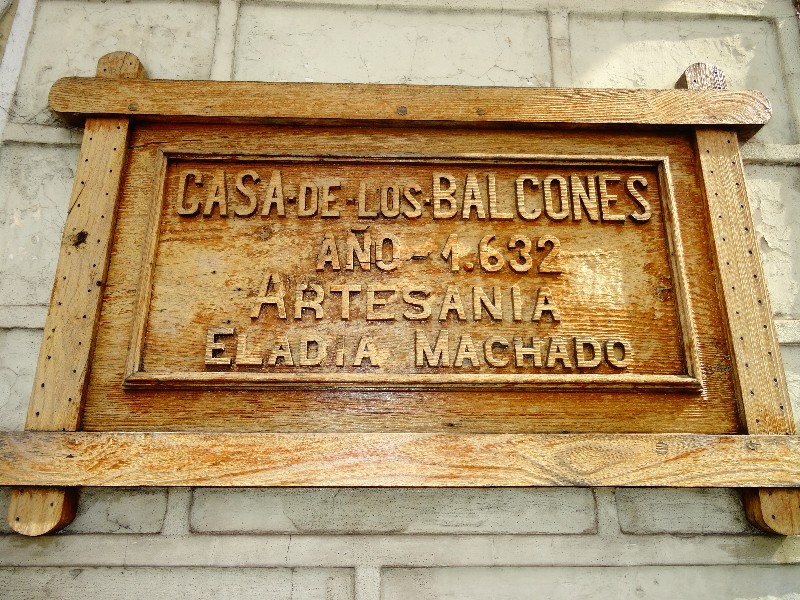 CASA-DE-LOS-BALCONES
AÑO-1.632
ARTESANIA
ELADIA MACHADO